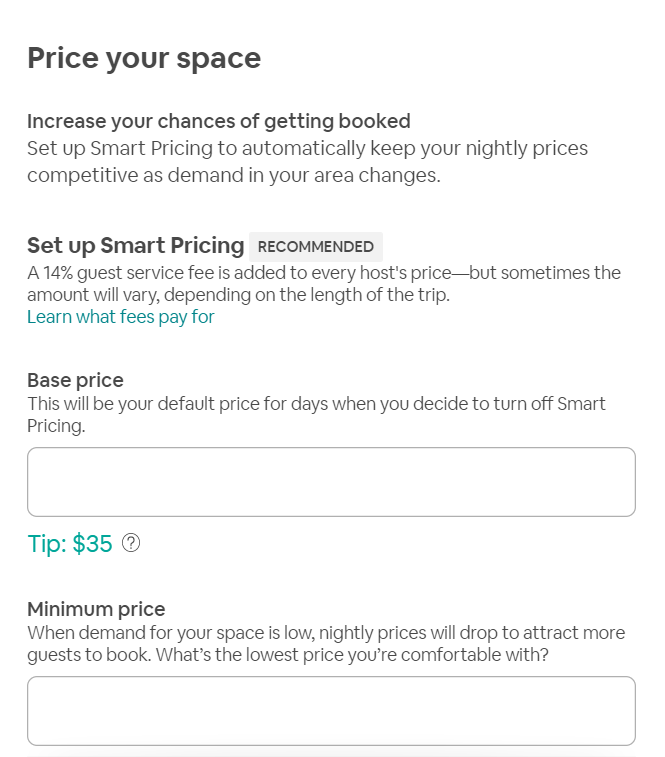 Price your space
Increase your chances of getting booked
Set up Smart Pricing to automatically keep your nightly prices
competitive as demand in your area changes.
Set up Smart Pricing RECOMMENDED
A 14% guest service fee is added to every host's price—but sometimes the
amount will vary, depending on the length of the trip.
Learn what fees pay for
Base price
This will be your default price for days when you decide to turn off Smart
Pricing.
Tip: $35 ?
Minimum price
When demand for your space is low, nightly prices will drop to attract more
guests to book. What’s the lowest price you’re comfortable with?